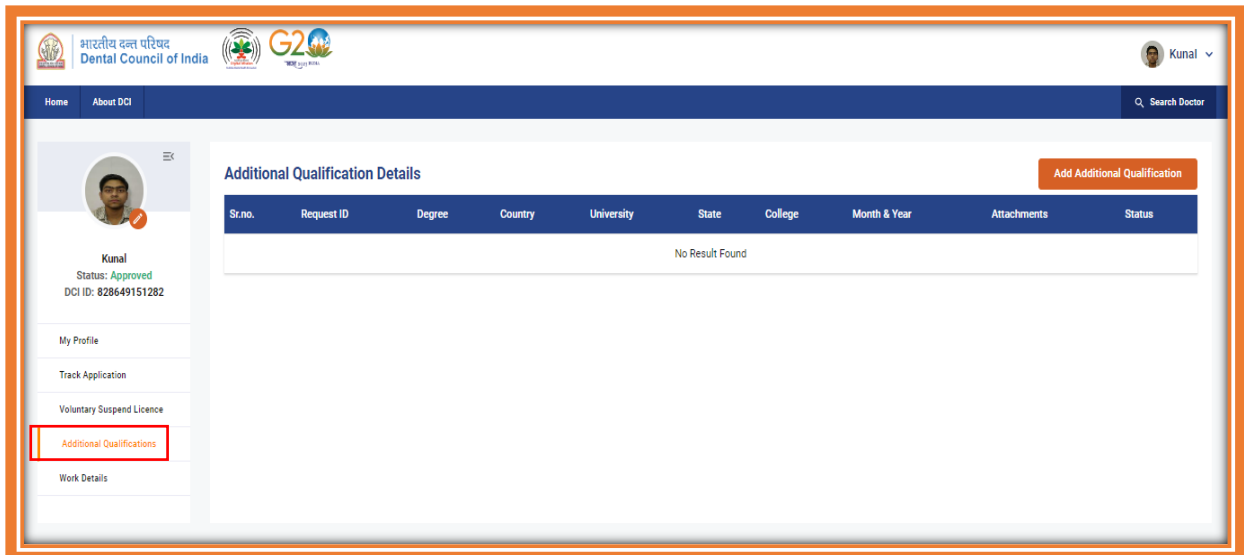 भारतीय दन्त परिषद
Dental Council of India
G20
Kunal
Home
About DCI
Search Doctor
Kunal
Status: Approved
DCI ID: 828649151282
My Profile
Track Application
Voluntary Suspend Licence
Additional Qualifications
Work Details
Additional Qualification Details
Add Additional Qualification
Sr.no. Request ID Degree Country University State College Month & Year Attachments Status
No Result Found